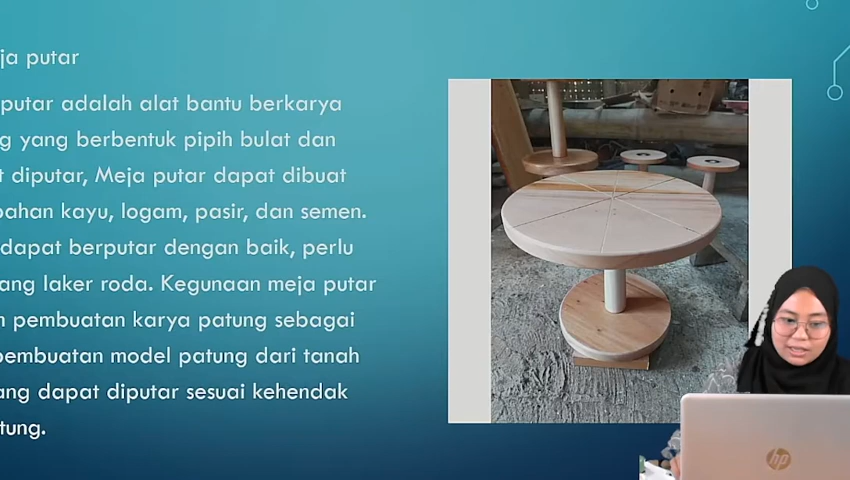 ja putar
putar adalah alat bantu berkarya
g yang berbentuk pipih bulat dan
t diputar, Meja putar dapat dibuat
bahan kayu, logam, pasir, dan semen.
dapat berputar dengan baik, perlu
ang laker roda. Kegunaan meja putar
n pembuatan karya patung sebagai
pembuatan model patung dari tanah
ang dapat diputar sesuai kehendak
tung.
hp